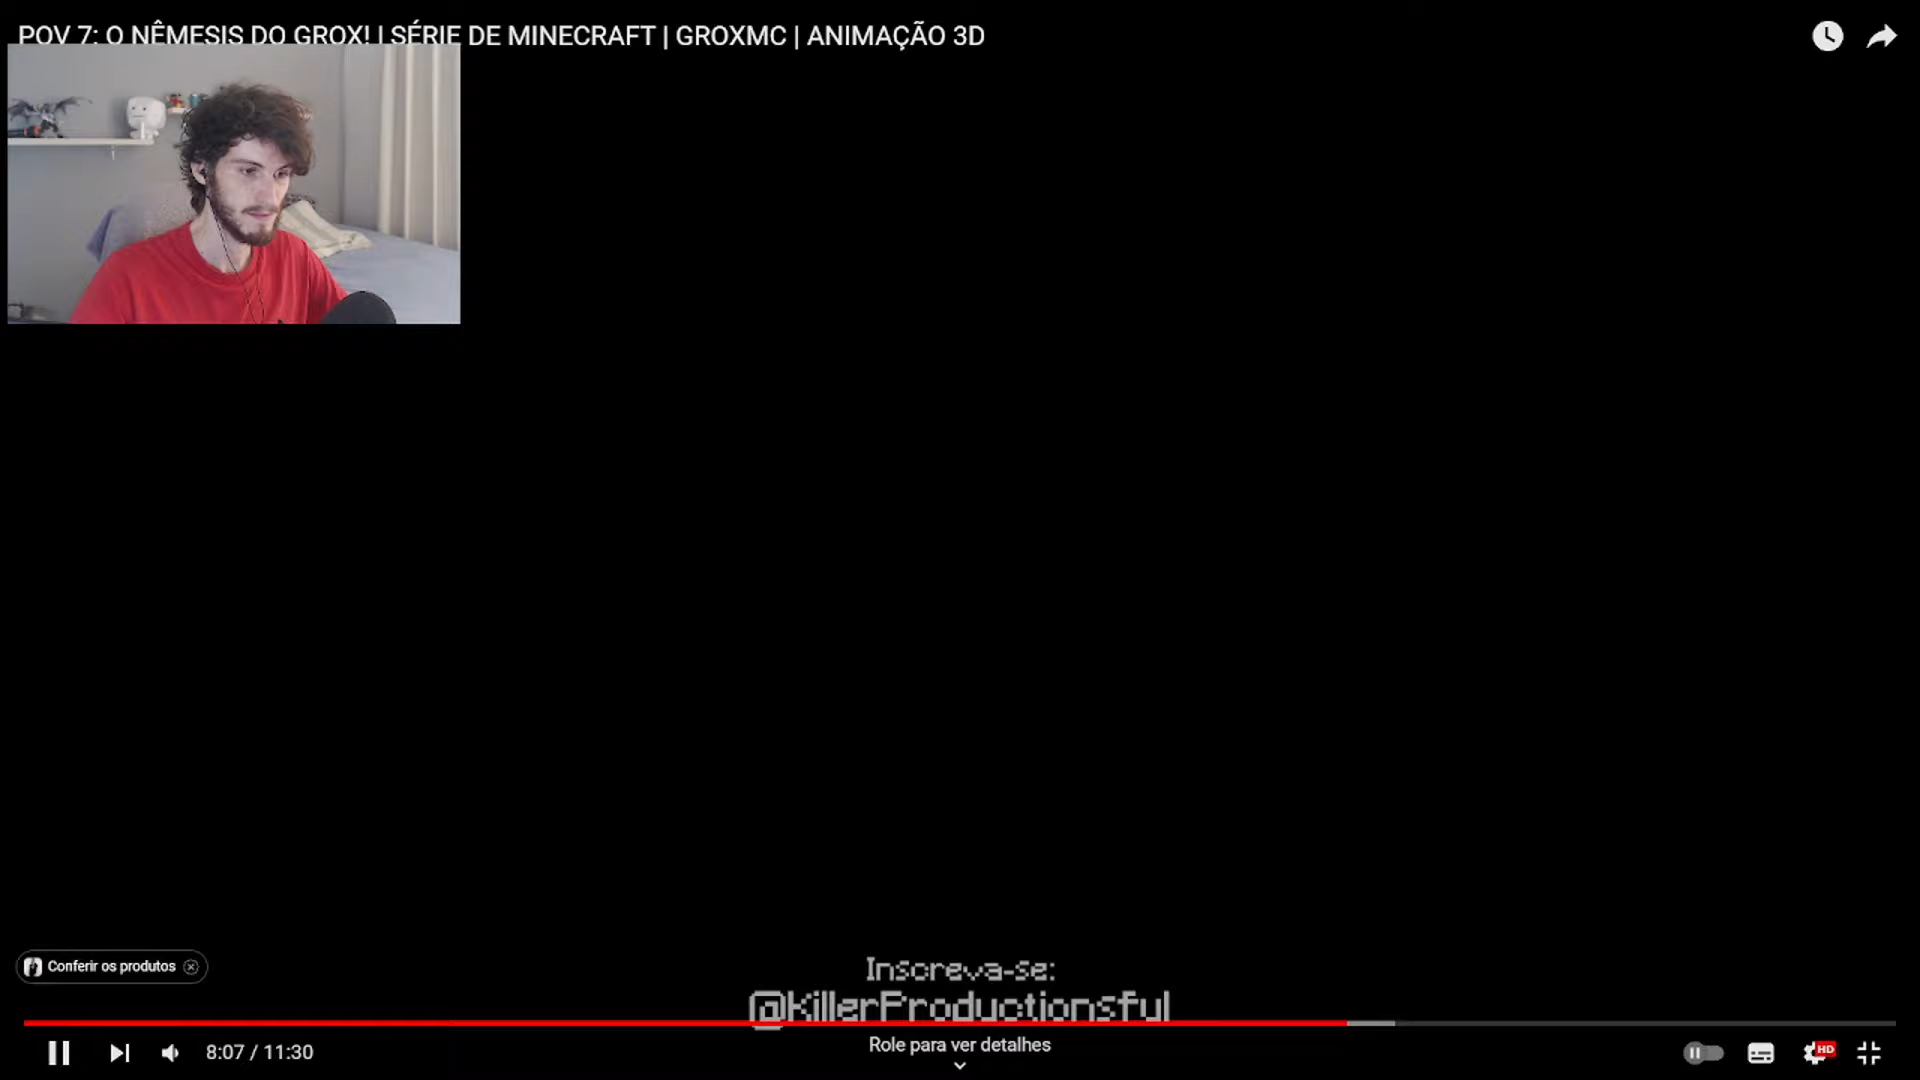 POV 7: O NÊMESIS DO GROX! | SÉRIE DE MINECRAFT | GROXMC | ANIMAÇÃO 3D
Conferir os produtos
Inscreva-se:
@KillerProductionsful
8:07 / 11:30
Role para ver detalhes
HD